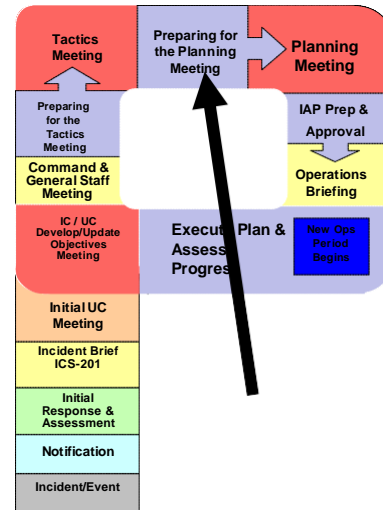 Tactics
Meeting
Preparing for
the Planning
Meeting
Planning
Meeting
Preparing
for the
Tactics
Meeting
IAP Prep &
Approval
Command &
General Staff
Meeting
Operations
Briefing
IC / UC
Develop/Update
Objectives
Meeting
Execute Plan &
Assess
Progress
New Ops
Period
Begins
Initial UC
Meeting
Incident Brief
ICS-201
Initial
Response &
Assessment
Notification
Incident/Event